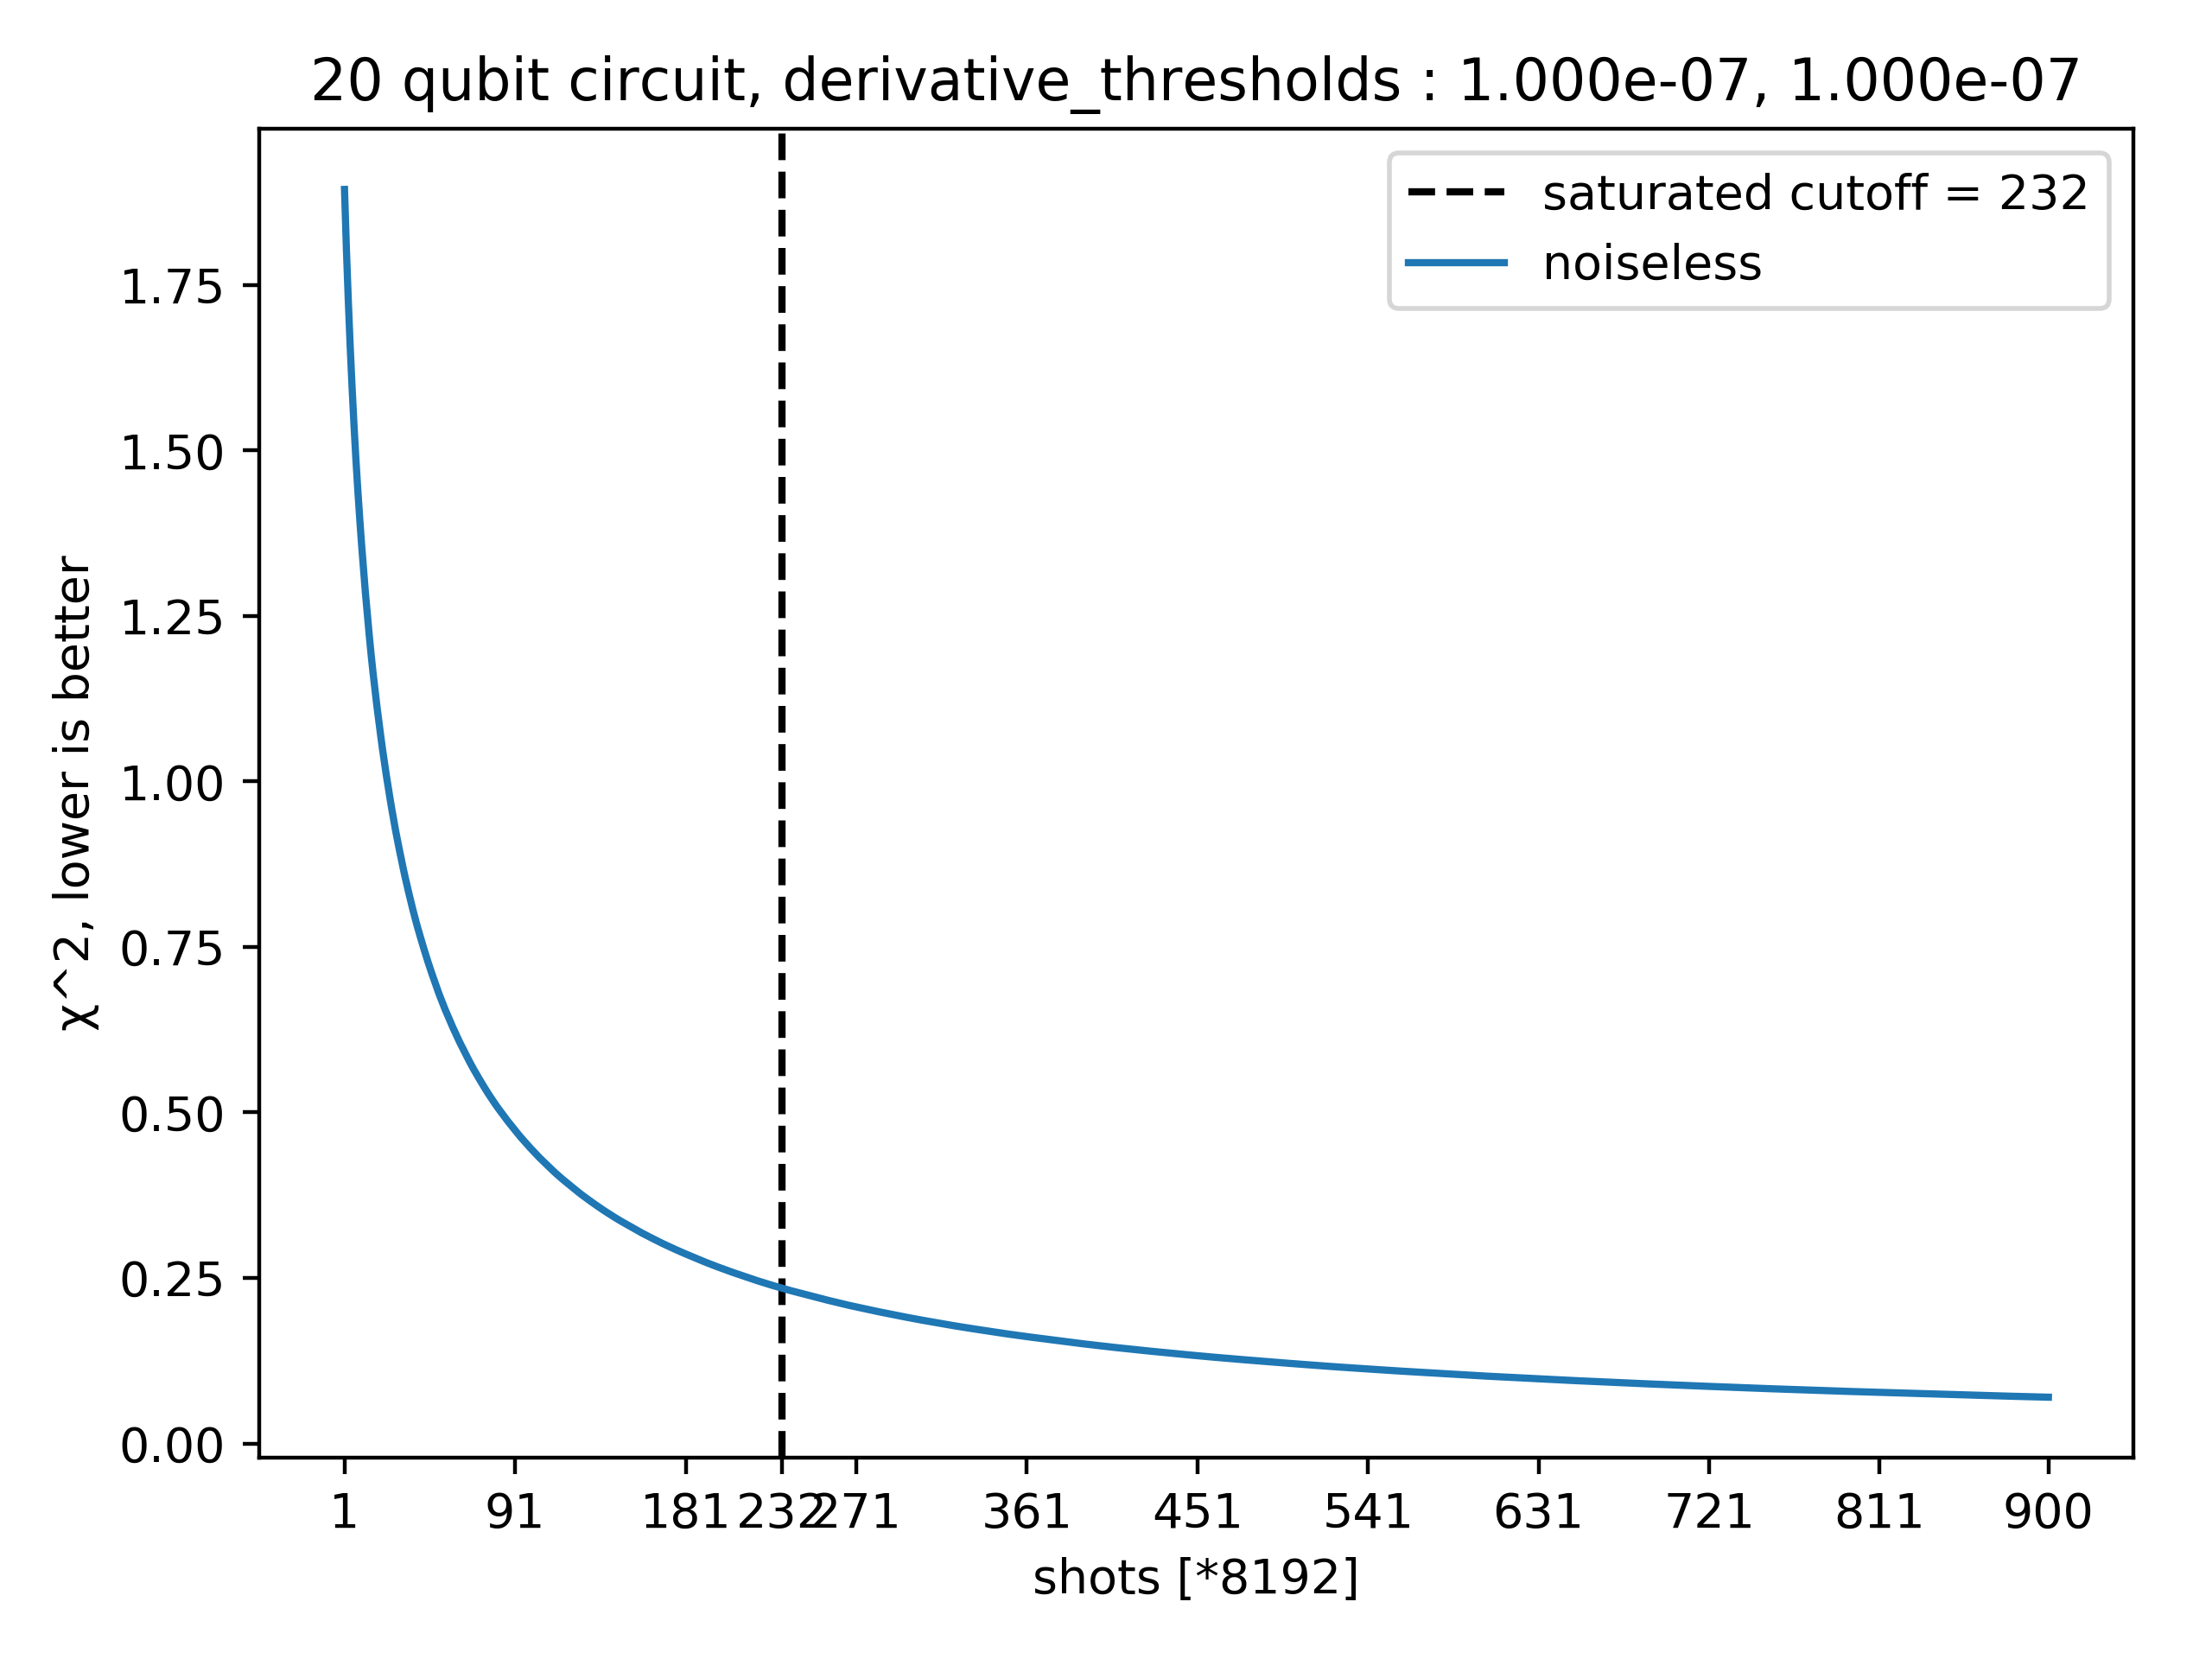 20 qubit circuit, derivative_thresholds : 1.000e-07, 1.000e-07
saturated cutoff = 232
noiseless
χ^2, lower is better
1.75
1.50
1.25
1.00
0.75
0.50
0.25
0.00
1 91 181 232 271 361 451 541 631 721 811 900
shots [*8192]